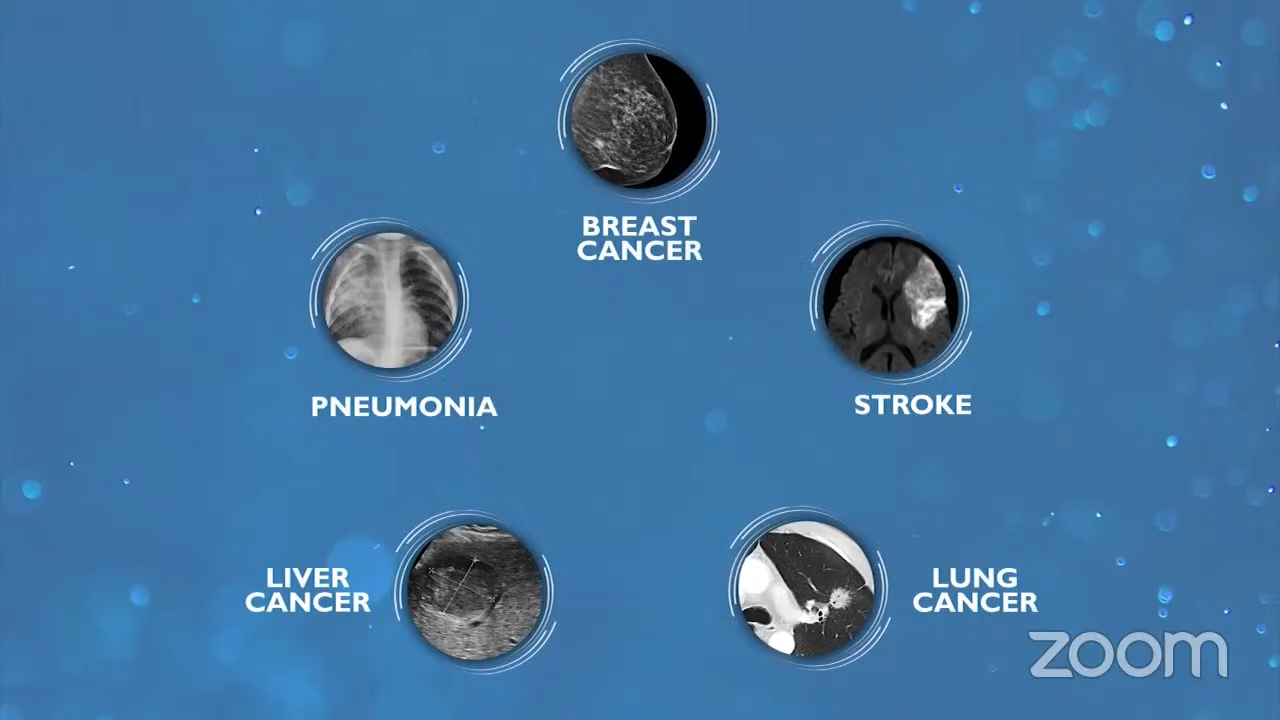 BREAST
CANCER
PNEUMONIA
STROKE
LIVER
CANCER
LUNG
CANCER
zoom